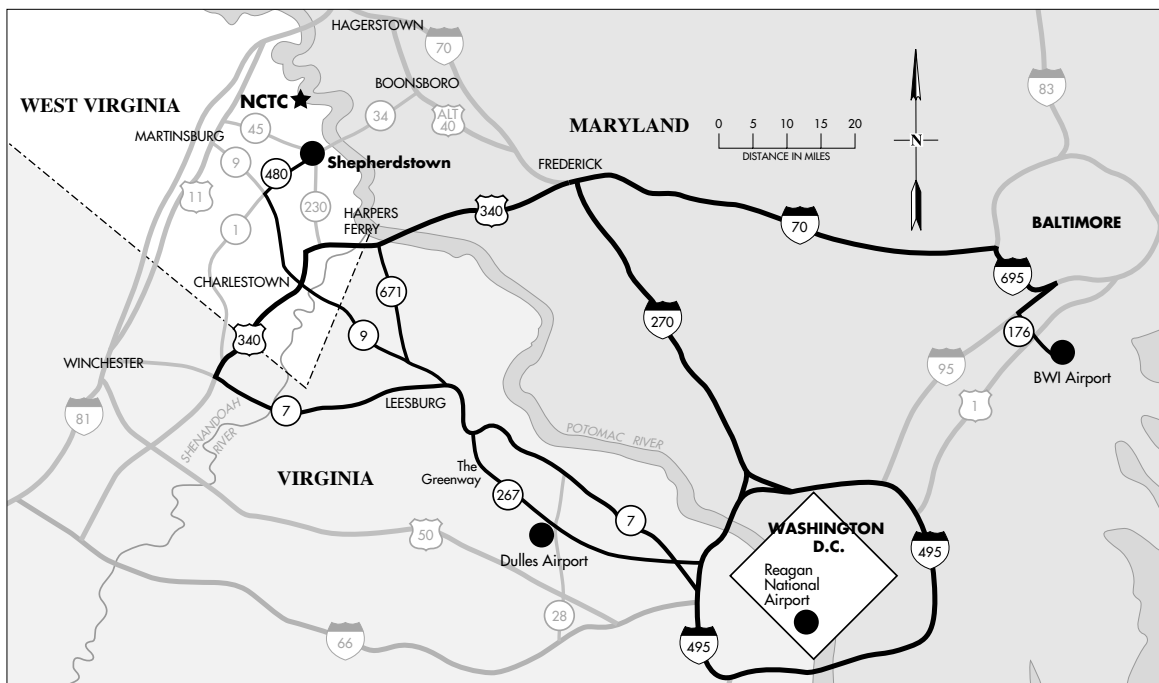 HAGERSTOWN
70
83
BOONSBORO
WEST VIRGINIA
NCTC
34
ALT
40
45
MARTINSBURG
MARYLAND
0 5 10 15 20
DISTANCE IN MILES
N
9
Shepherdstown
FREDERICK
480
11
230
340
HARPERS
FERRY
1
70
BALTIMORE
CHARLESTOWN
671
695
270
9
340
176
WINCHESTER
95
BWI Airport
7
LEESBURG
1
81
SHENANDOAH
RIVER
POTOMAC RIVER
The
Greenway
VIRGINIA
267
7
50
WASHINGTON
D.C.
495
Dulles Airport
Reagan
National
Airport
28
66
495